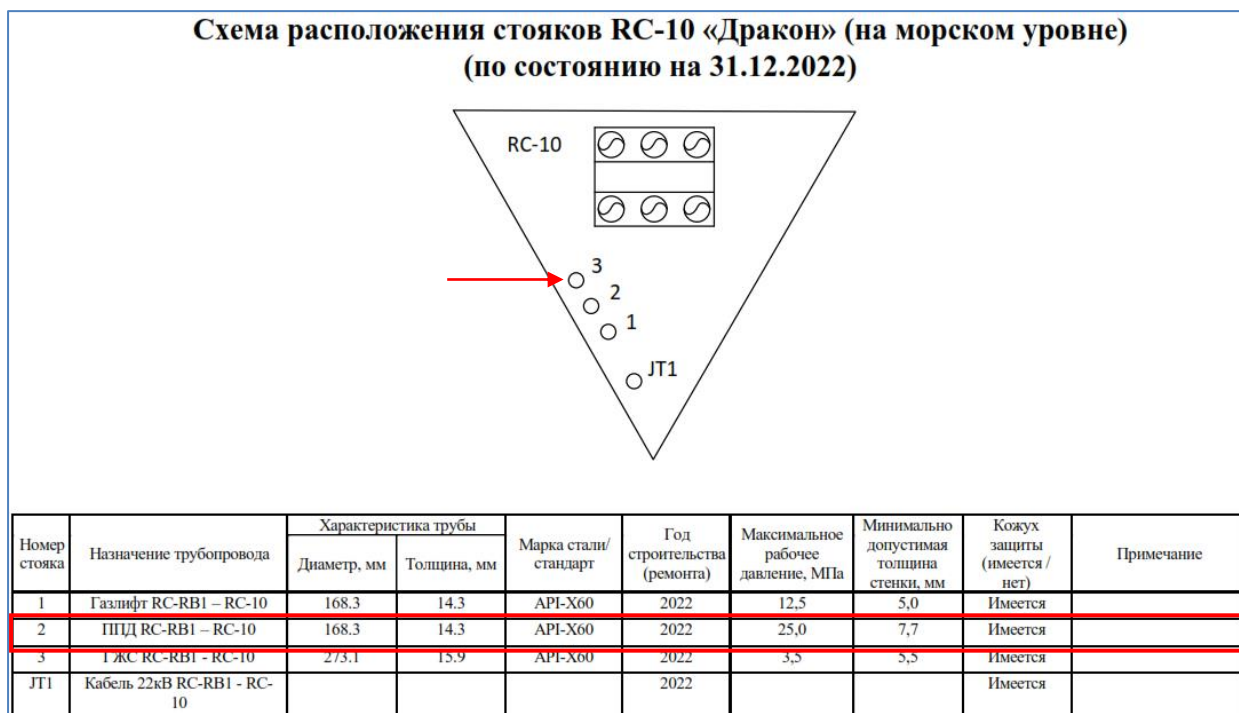 Схема расположения стояков RC-10 «Дракон» (на морском уровне)
(по состоянию на 31.12.2022)
RC-10
3
2
1
JT1
Номер стояка Назначение трубопровода Характеристика трубы Марка стали/ стандарт Год строительства (ремонта) Максимальное рабочее давление, МПа Минимально допустимая толщина стенки, мм Кожух защиты (имеется / нет) Примечание
Диаметр, мм Толщина, мм
1 Газлифт RC-RB1 – RC-10 168.3 14.3 API-X60 2022 12,5 5,0 Имеется
2 ППД RC-RB1 – RC-10 168.3 14.3 API-X60 2022 25,0 7,7 Имеется
3 ГЖС RC-RB1 - RC-10 273.1 15.9 API-X60 2022 3,5 5,5 Имеется
JT1 Кабель 22кВ RC-RB1 - RC-10 2022 Имеется